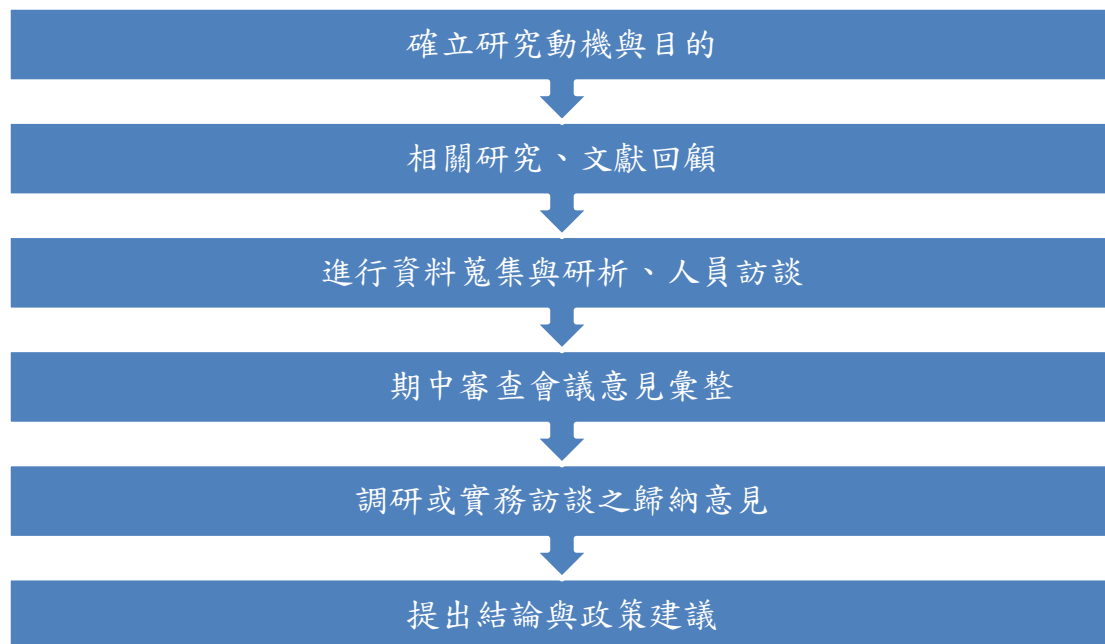 確立研究動機與目的
相關研究、文獻回顧
進行資料蒐集與研析、人員訪談
期中審查會議意見彙整
調研或實務訪談之歸納意見
提出結論與政策建議